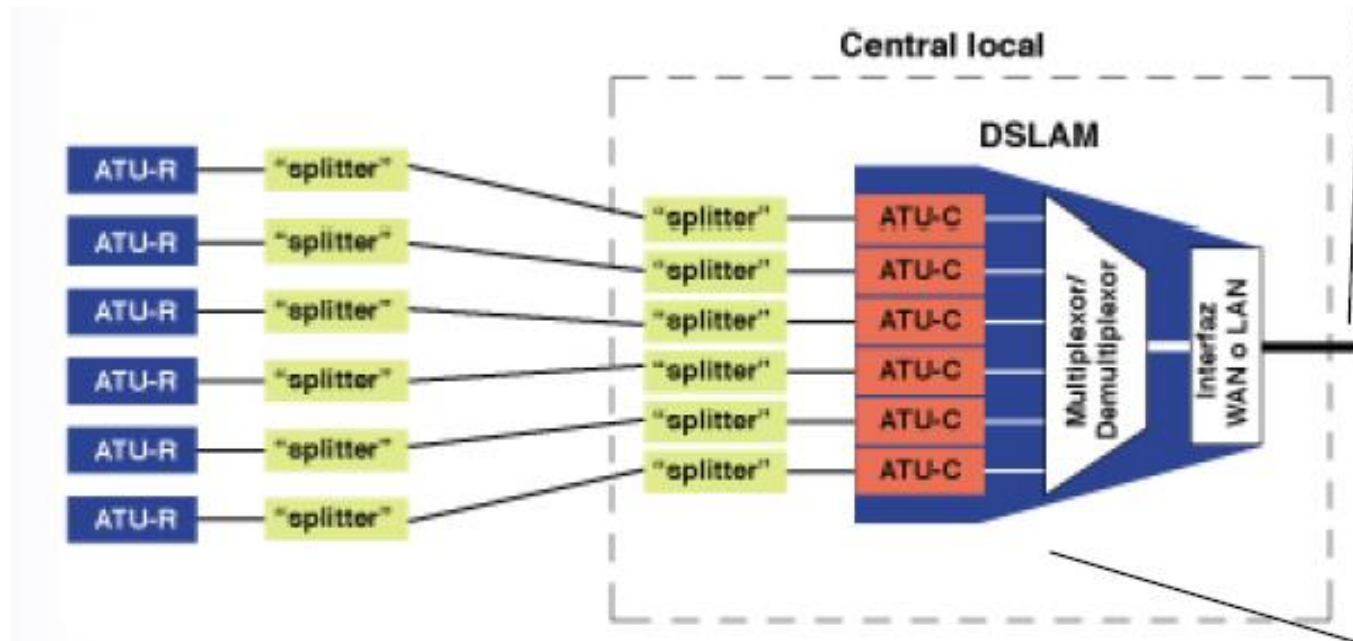 Central local
DSLAM
ATU-R
"splitter"
"splitter"
ATU-C
ATU-R
"splitter"
"splitter"
ATU-C
ATU-R
"splitter"
"splitter"
ATU-C
ATU-R
"splitter"
"splitter"
ATU-C
ATU-R
"splitter"
"splitter"
ATU-C
ATU-R
"splitter"
"splitter"
ATU-C
Multiplexor/
Demultiplexor
Interfaz
WAN o LAN